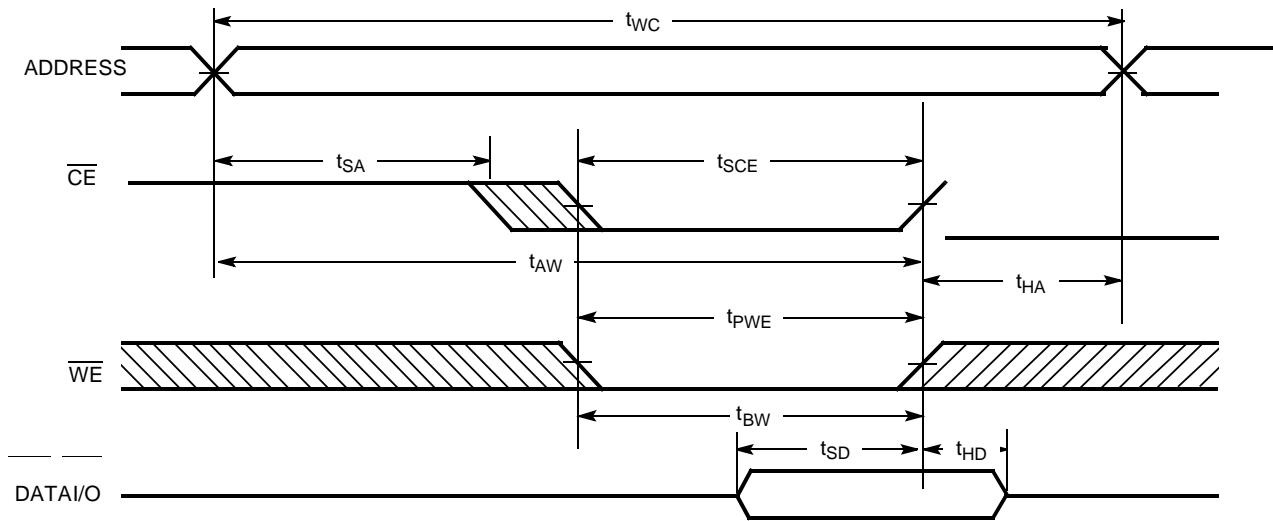 tWC
ADDRESS
tSA
tSCE
CE
tAW
tHA
tPWE
WE
tBW
tSD
tHD
DATAI/O